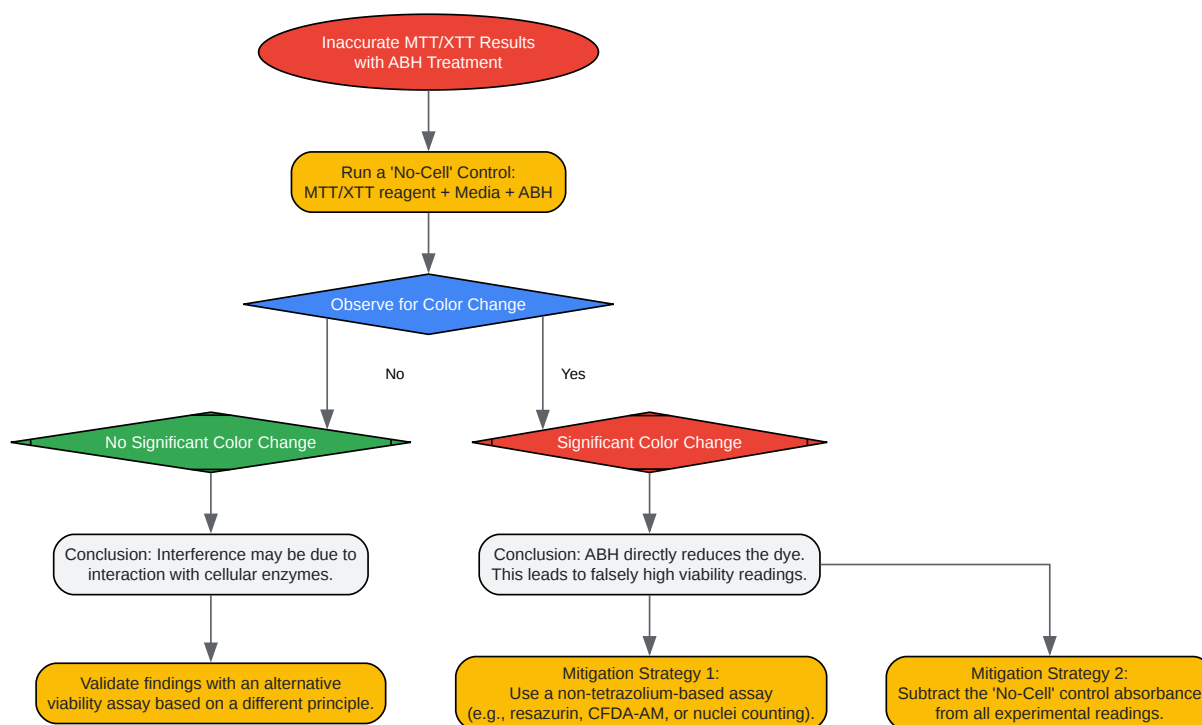 Inaccurate MTT/XTT Results
with ABH Treatment
Run a 'No-Cell' Control:
MTT/XTT reagent + Media + ABH
Observe for Color Change
No
Yes
No Significant Color Change
Significant Color Change
Conclusion: Interference may be due to
interaction with cellular enzymes.
Conclusion: ABH directly reduces the dye.
This leads to falsely high viability readings.
Validate findings with an alternative
viability assay based on a different principle.
Mitigation Strategy 1:
Use a non-tetrazolium-based assay
(e.g., resazurin, CFDA-AM, or nuclei counting).
Mitigation Strategy 2:
Subtract the 'No-Cell' control absorbance
from all experimental readings.